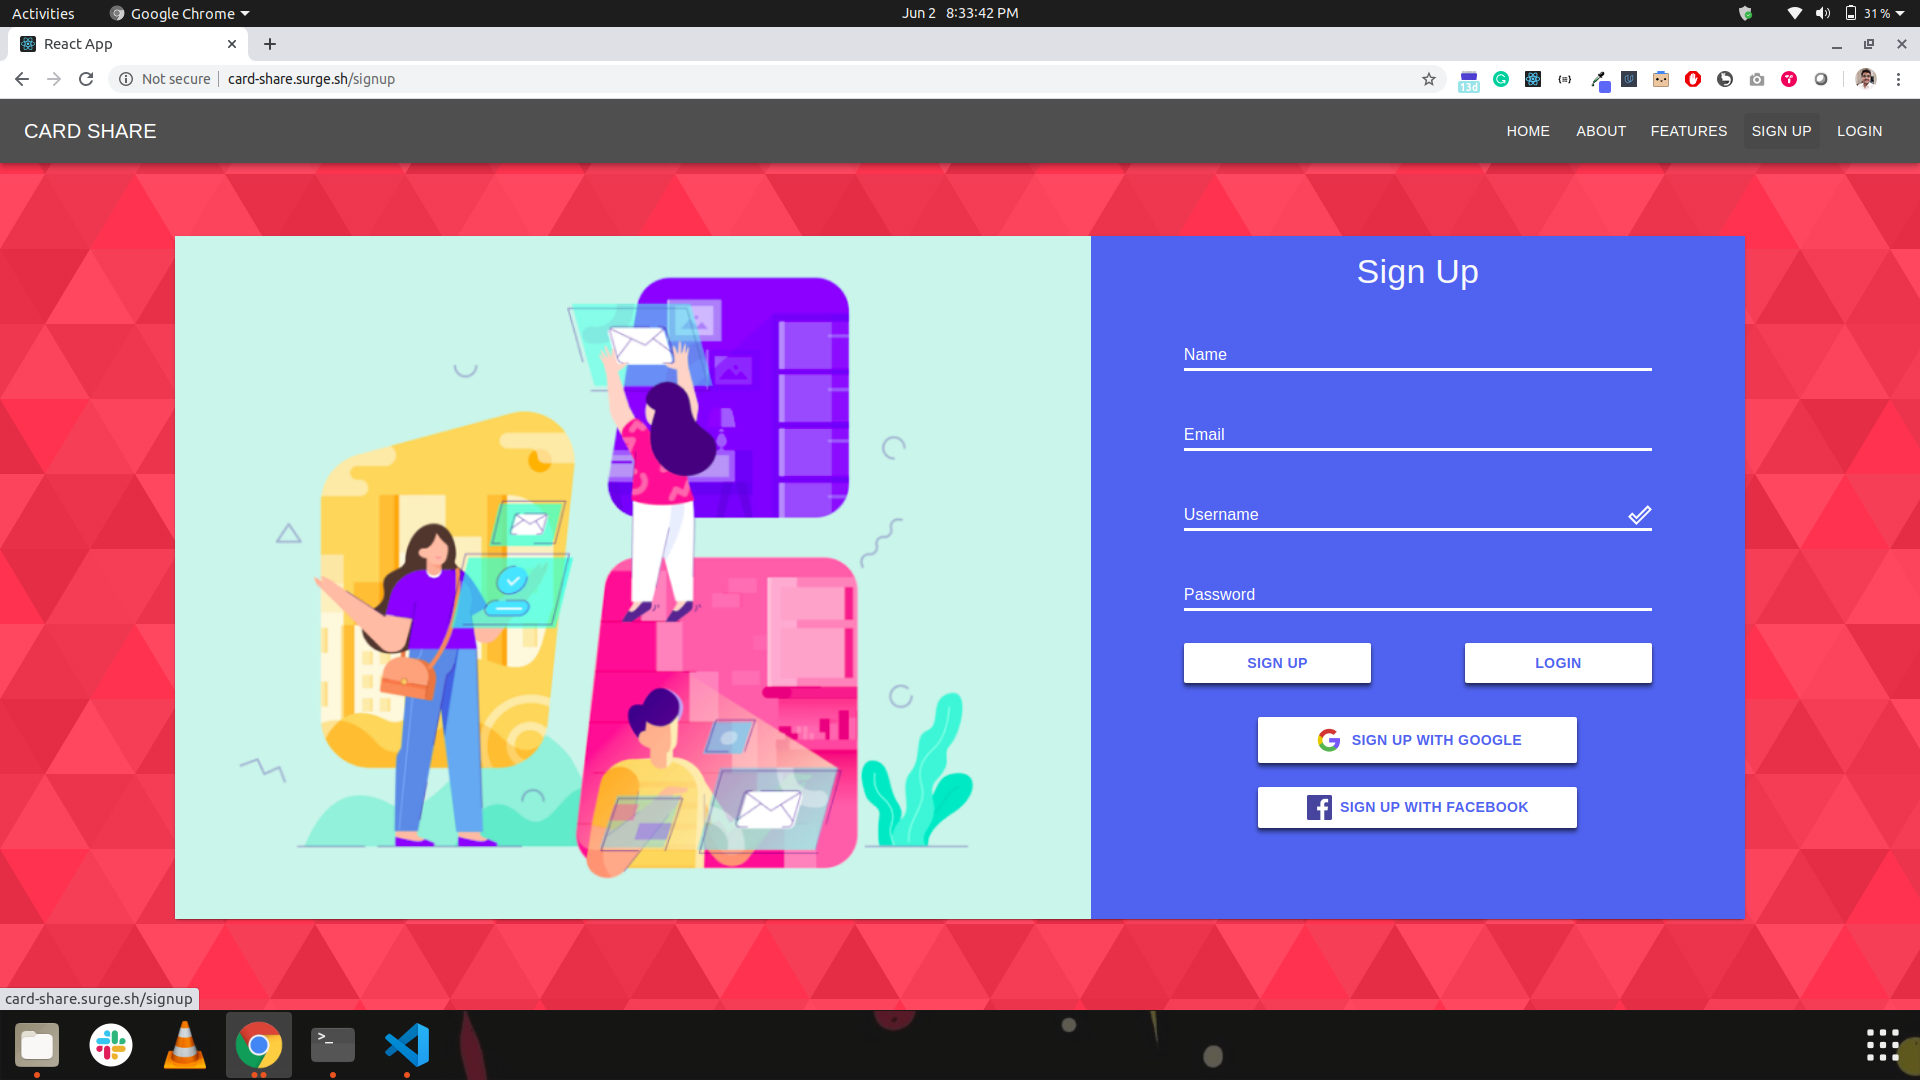 Activities Google Chrome Jun 2 8:33:42 PM 31 %
React App
Not secure card-share.surge.sh/signup 13d
CARD SHARE HOME ABOUT FEATURES SIGN UP LOGIN
Sign Up
Name
Email
Username
Password
SIGN UP LOGIN
SIGN UP WITH GOOGLE
SIGN UP WITH FACEBOOK
card-share.surge.sh/signup